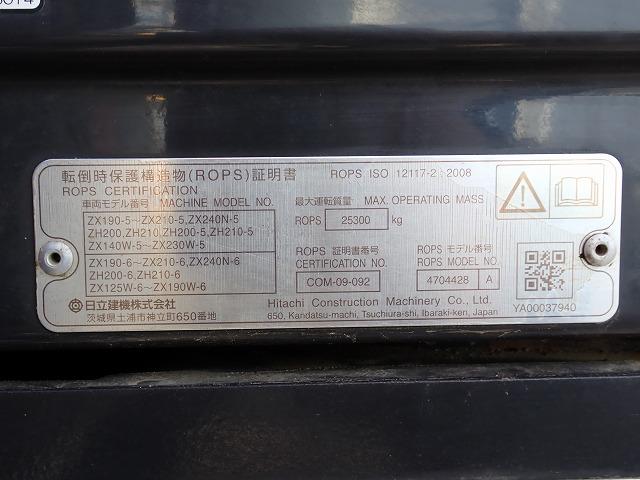 転倒時保護構造物(ROPS)証明書 ROPS ISO 12117-2:2008
ROPS CERTIFICATION
車両モデル番号 MACHINE MODEL NO. 最大運転質量 MAX. OPERATING MASS
ZX190-5～ZX210-5,ZX240N-5
ZH200,ZH210,ZH200-5,ZH210-5
ZX140W-5～ZX230W-5
ROPS 25300 kg
ZX190-6～ZX210-6,ZX240N-6
ZH200-6,ZH210-6
ZX125W-6～ZX190W-6
ROPS 証明書番号 ROPS モデル番号
CERTIFICATION NO. ROPS MODEL NO.
COM-09-092 4704428 A
日立建機株式会社 Hitachi Construction Machinery Co., Ltd.
茨城県土浦市神立町650番地 650, Kandatsu-machi, Tsuchiura-shi, Ibaraki-ken, Japan
YA00037940